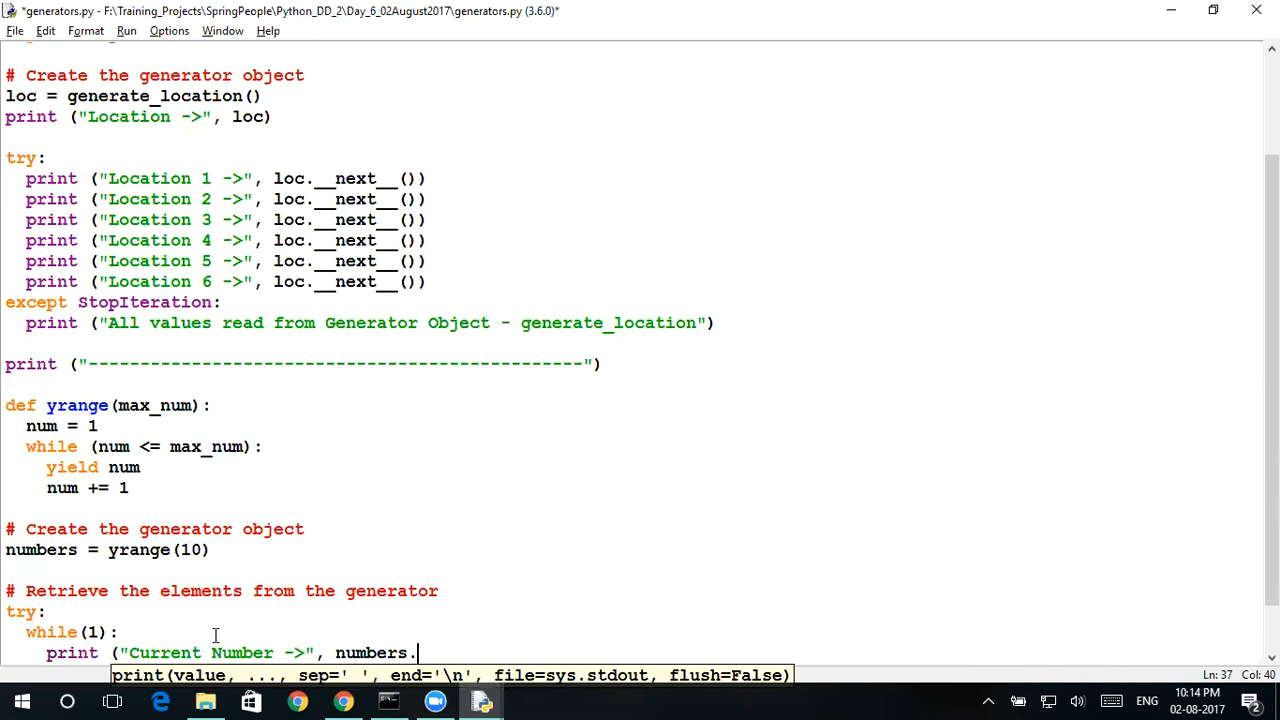 *generators.py - F:\Training_Projects\SpringPeople\Python_DD_2\Day_6_02August2017\generators.py (3.6.0)*
File Edit Format Run Options Window Help
# Create the generator object
loc = generate_location()
print ("Location ->", loc)
try:
print ("Location 1 ->", loc.__next__())
print ("Location 2 ->", loc.__next__())
print ("Location 3 ->", loc.__next__())
print ("Location 4 ->", loc.__next__())
print ("Location 5 ->", loc.__next__())
print ("Location 6 ->", loc.__next__())
except StopIteration:
print ("All values read from Generator Object - generate_location")
print ("------------------------------------------------")
def yrange(max_num):
num = 1
while (num <= max_num):
yield num
num += 1
# Create the generator object
numbers = yrange(10)
# Retrieve the elements from the generator
try:
while(1):
print ("Current Number ->", numbers.
print(value, ..., sep=' ', end='\n', file=sys.stdout, flush=False)
Ln: 37 Col: 40
ENG
10:14 PM
02-08-2017
2